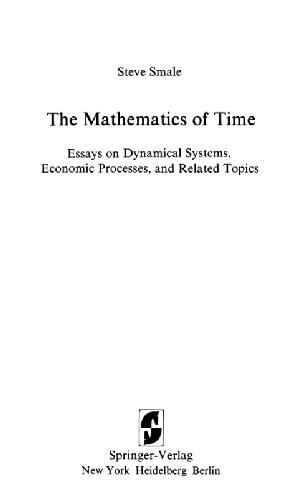 Steve Smale
The Mathematics of Time
Essays on Dynamical Systems,
Economic Processes, and Related Topics
Springer-Verlag
New York Heidelberg Berlin